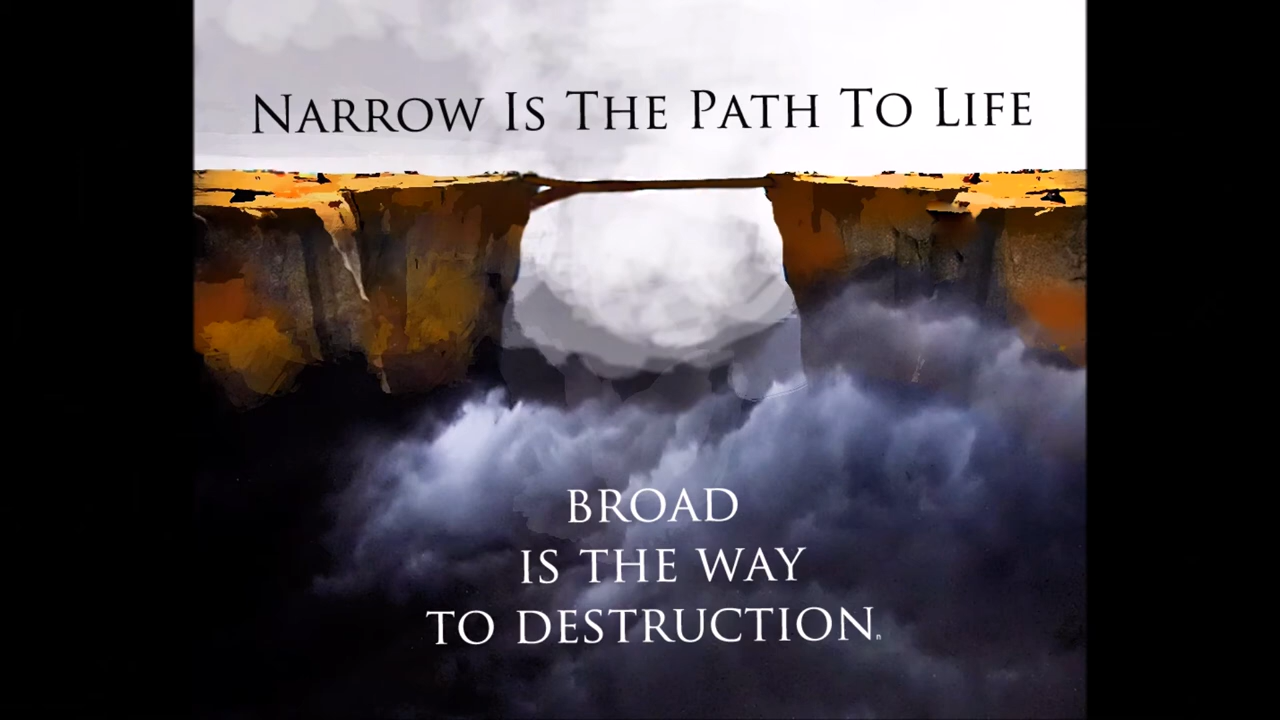 Narrow Is The Path To Life
BROAD
IS THE WAY
TO DESTRUCTION.